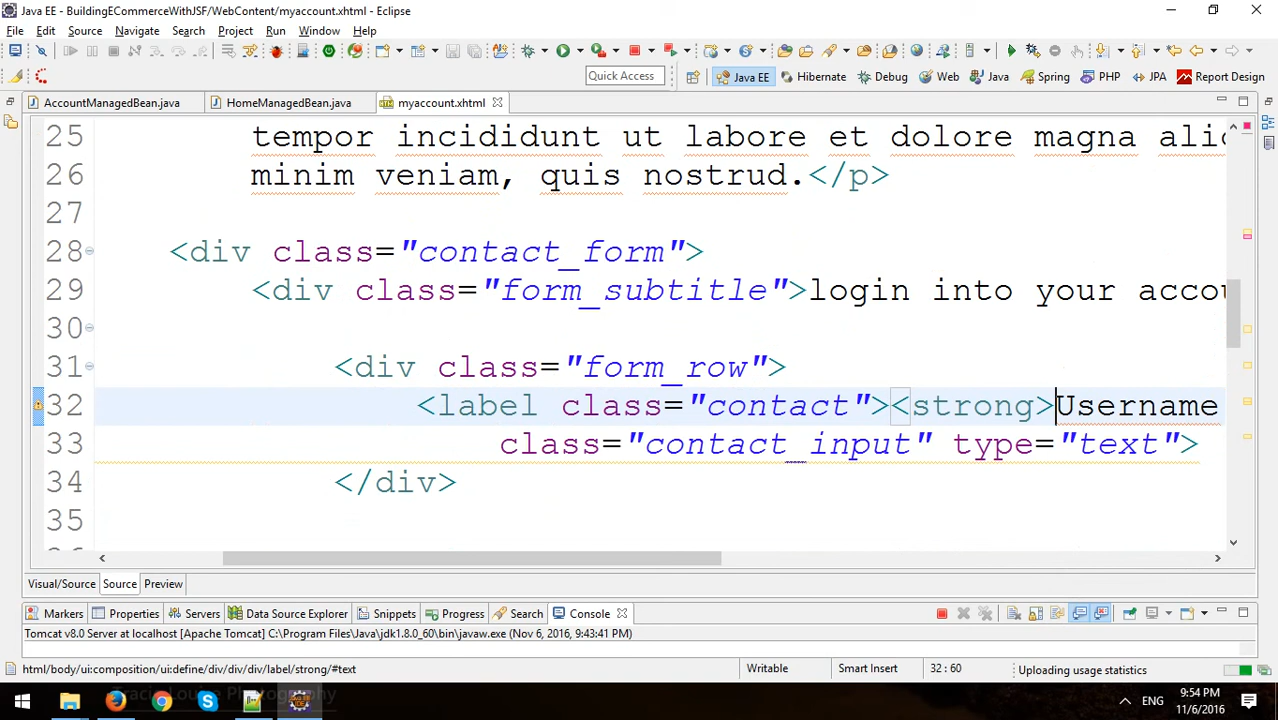 Java EE - BuildingECommerceWithJSF/WebContent/myaccount.xhtml - Eclipse
File Edit Source Navigate Search Project Run Window Help
Quick Access Java EE Hibernate Debug Web Java Spring PHP JPA Report Design
AccountManagedBean.java HomeManagedBean.java myaccount.xhtml
25 tempor incididunt ut labore et dolore magna alic
26 minim veniam, quis nostrud.</p>
27
28 <div class="contact_form">
29 <div class="form_subtitle">login into your accou
30
31 <div class="form_row">
32 <label class="contact"><strong>Username
33 class="contact_input" type="text">
34 </div>
35
Visual/Source Source Preview
Markers Properties Servers Data Source Explorer Snippets Progress Search Console
Tomcat v8.0 Server at localhost [Apache Tomcat] C:\Program Files\Java\jdk1.8.0_60\bin\javaw.exe (Nov 6, 2016, 9:43:41 PM)
html/body/ui:composition/ui:define/div/div/div/label/strong/#text Writable Smart Insert 32 : 60 Uploading usage statistics
Louise Photography
ENG 9:54 PM
11/6/2016